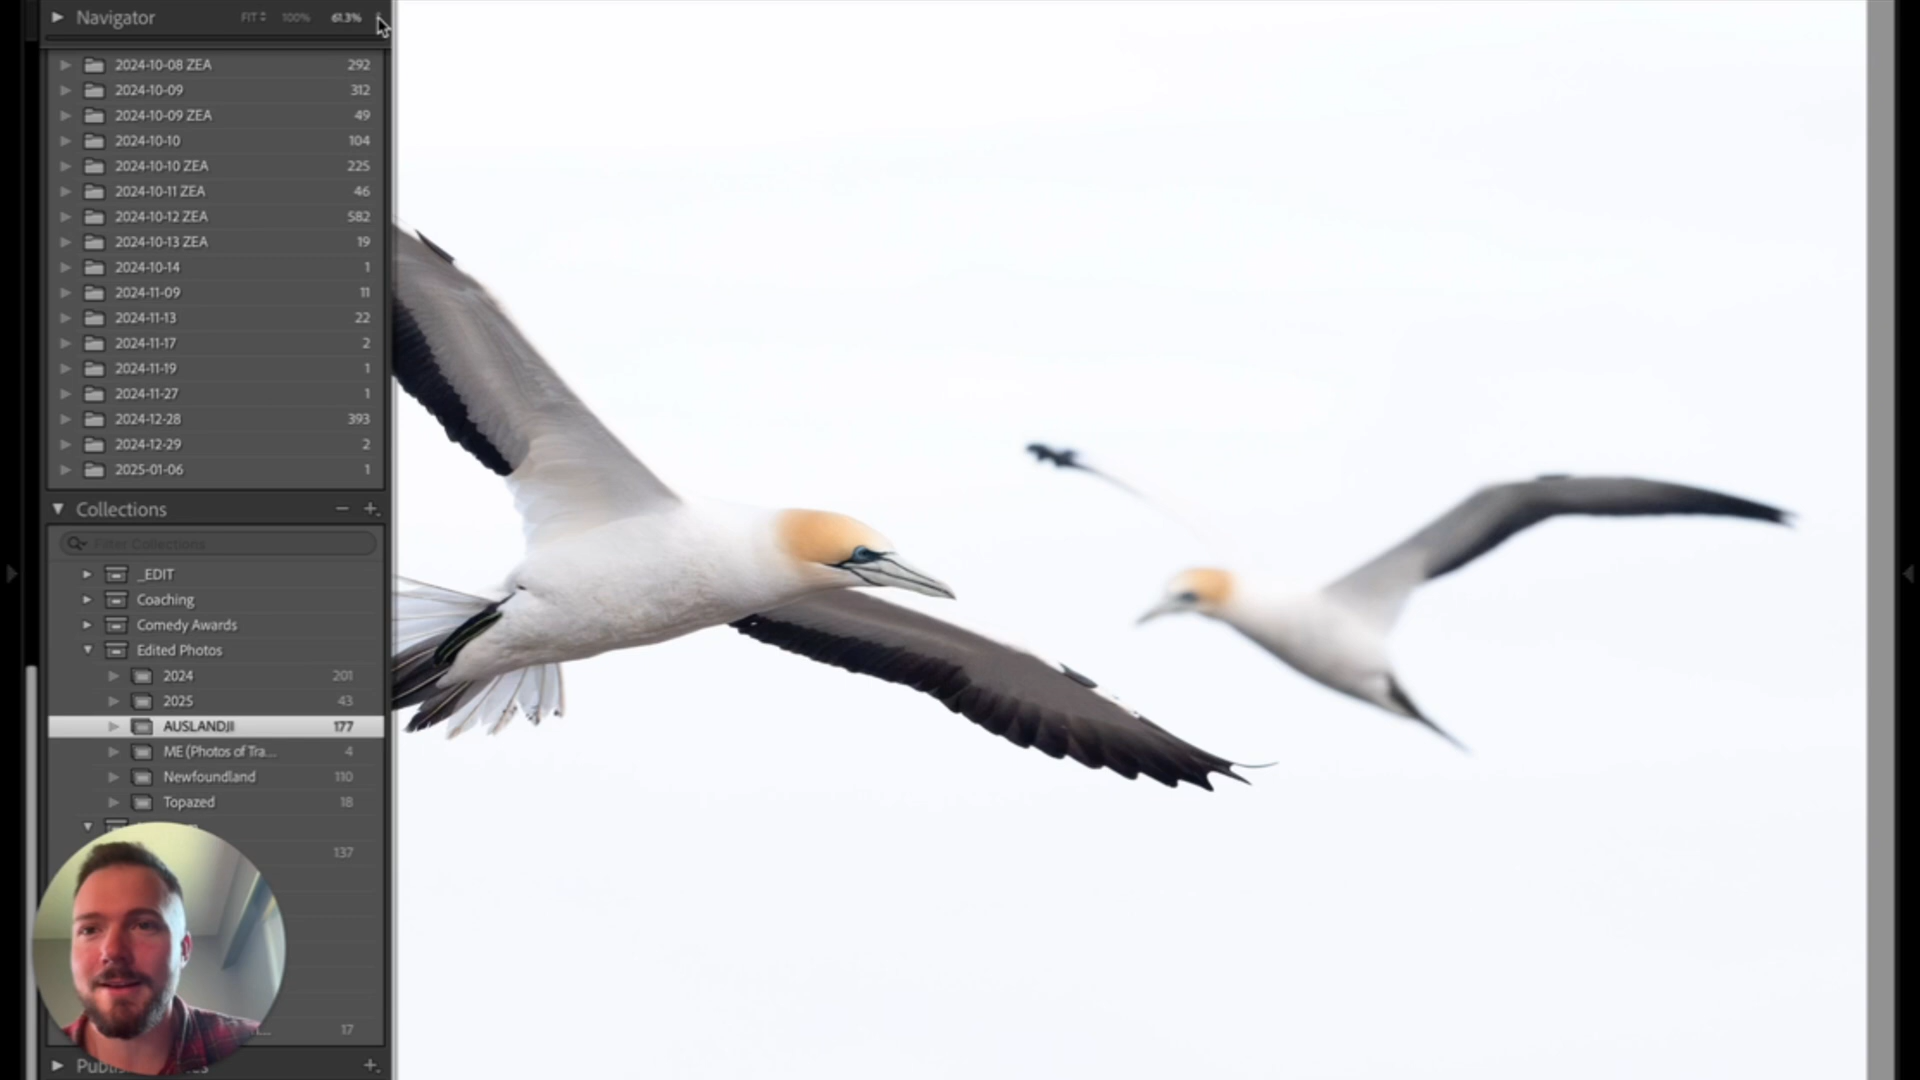 Navigator FIT 100% 61.3%
2024-10-08 ZEA 292
2024-10-09 312
2024-10-09 ZEA 49
2024-10-10 104
2024-10-10 ZEA 225
2024-10-11 ZEA 46
2024-10-12 ZEA 582
2024-10-13 ZEA 19
2024-10-14 1
2024-11-09 11
2024-11-13 22
2024-11-17 2
2024-11-19 1
2024-11-27 1
2024-12-28 393
2024-12-29 2
2025-01-06 1
Collections
Filter Collections
_EDIT
Coaching
Comedy Awards
Edited Photos
2024 201
2025 43
AUSLANDJI 177
ME (Photos of Tra... 4
Newfoundland 110
Topazed 18
137
17